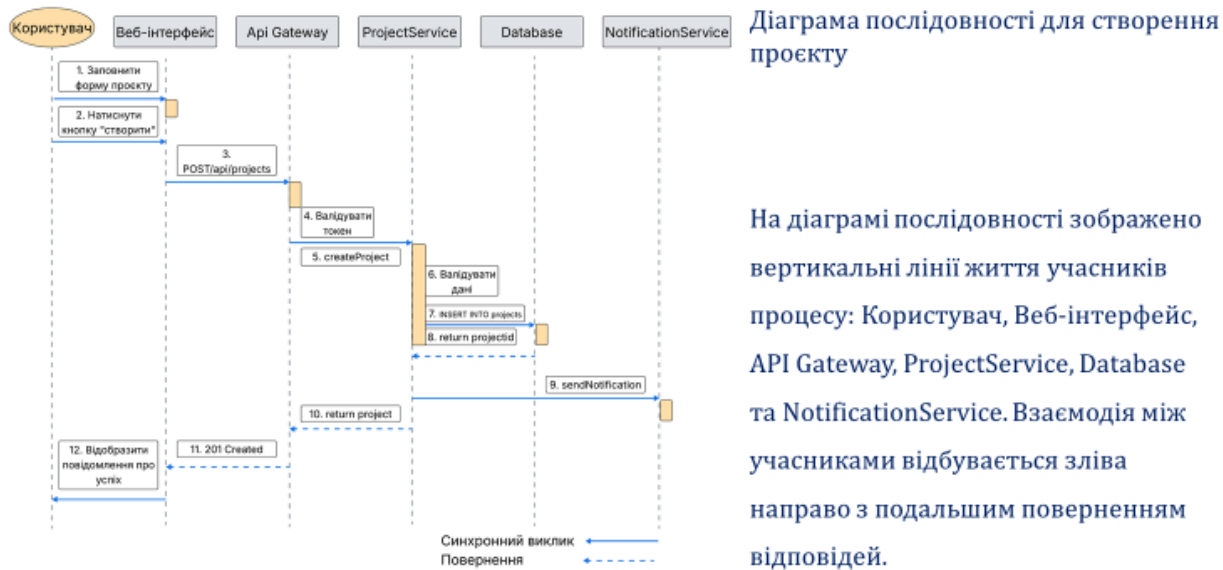 Користувач
Веб-інтерфейс
Api Gateway
ProjectService
Database
NotificationService
Діаграма послідовності для створення
проєкту
1. Заповнити
форму проєкту
2. Натиснути
кнопку "створити"
3.
POST/api/projects
4. Валідувати
токен
5. createProject
6. Валідувати
дані
7. INSERT INTO projects
8. return projectid
9. sendNotification
10. return project
11. 201 Created
12. Відобразити
повідомлення про
успіх
Синхронний виклик
Повернення
На діаграмі послідовності зображено
вертикальні лінії життя учасників
процесу: Користувач, Веб-інтерфейс,
API Gateway, ProjectService, Database
та NotificationService. Взаємодія між
учасниками відбувається зліва
направо з подальшим поверненням
відповідей.